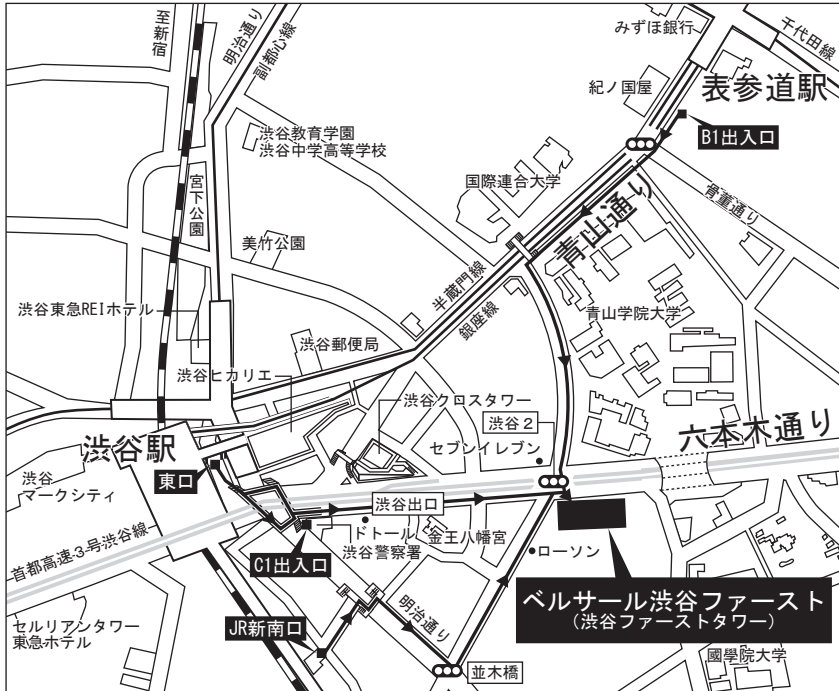 至新宿
明治通り
副都心線
みずほ銀行
千代田線
紀ノ国屋
表参道駅
B1出入口
渋谷教育学園
渋谷中学高等学校
国際連合大学
骨董通り
宮下公園
青山通り
美竹公園
半蔵門線
銀座線
渋谷東急REIホテル
青山学院大学
渋谷郵便局
渋谷ヒカリエ
渋谷クロスタワー
渋谷2
六本木通り
セブンイレブン
渋谷駅
東口
渋谷
マークシティ
渋谷出口
ドトール
金王八幡宮
渋谷警察署
ローソン
首都高速3号渋谷線
C1出入口
ベルサール渋谷ファースト
(渋谷ファーストタワー)
明治通り
セルリアンタワー
東急ホテル
JR新南口
並木橋
國學院大学